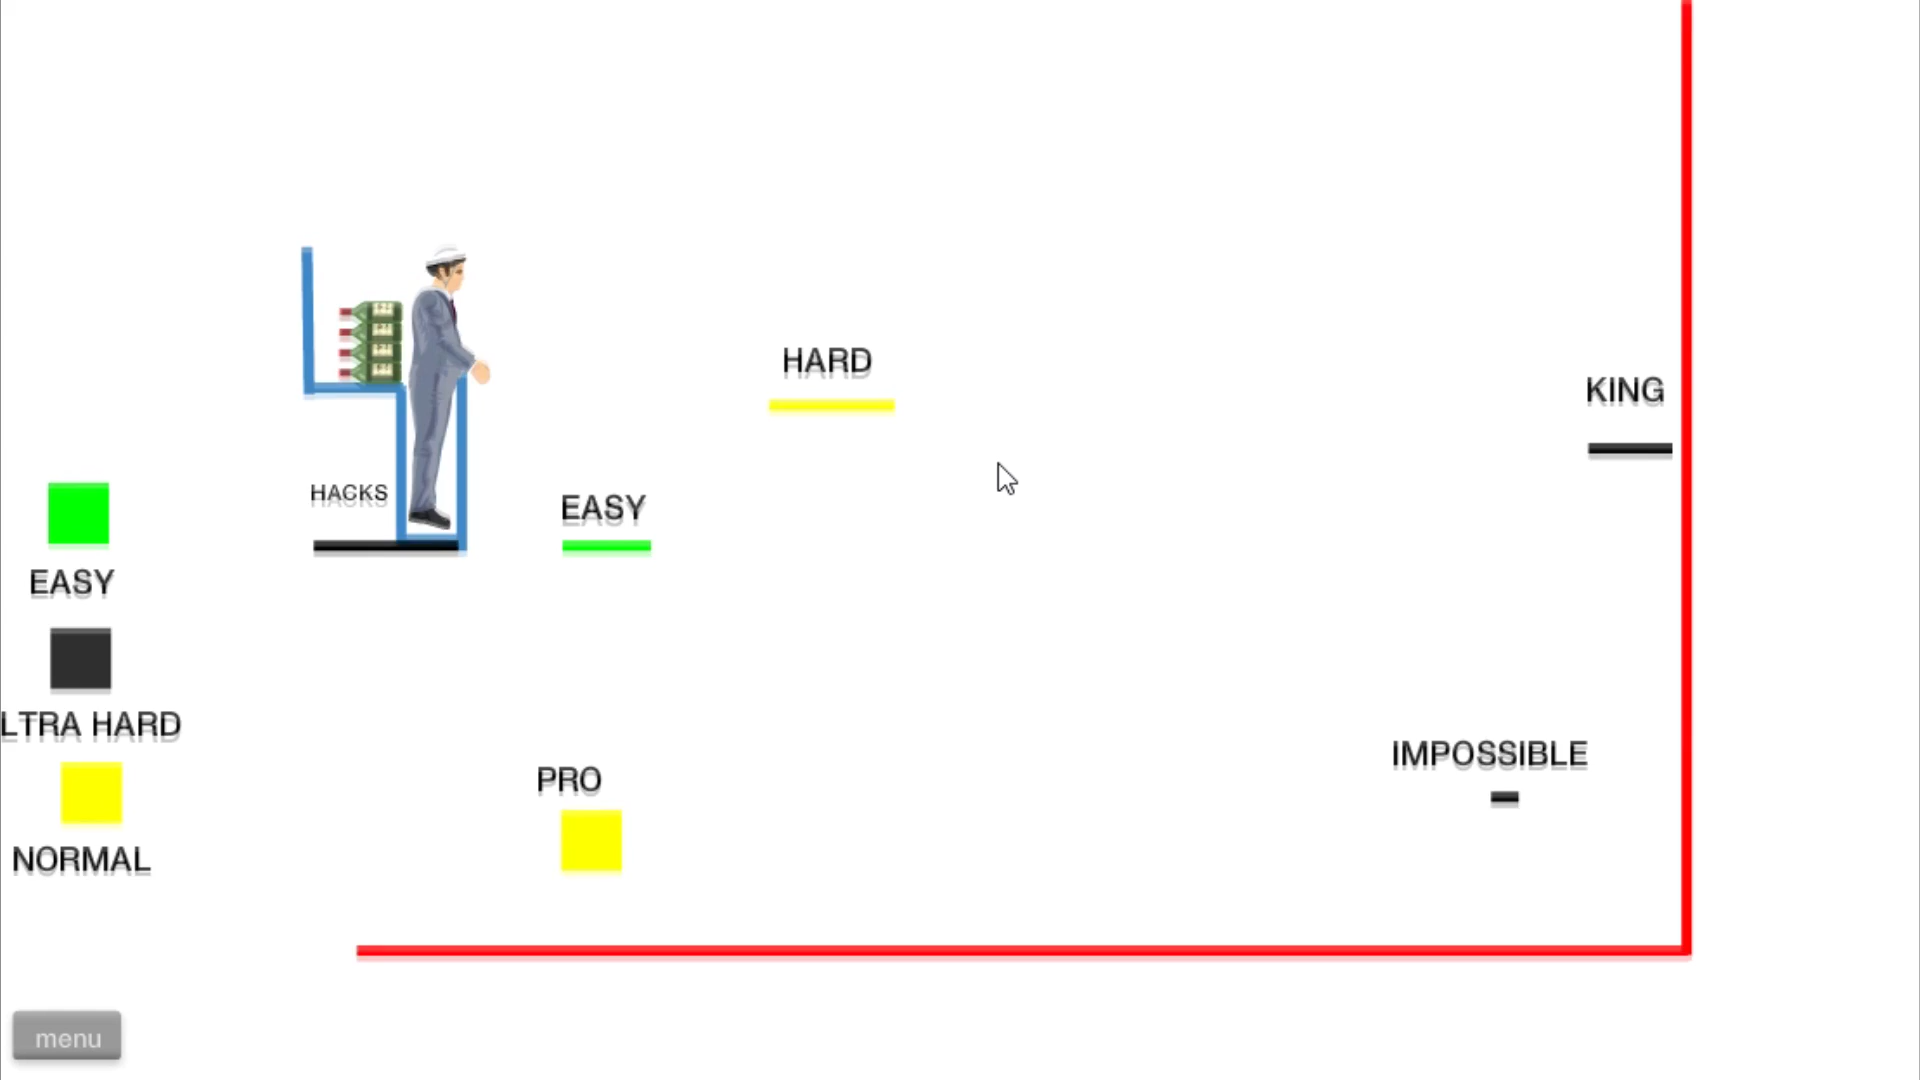 HARD
KING
HACKS
EASY
EASY
LTRA HARD
IMPOSSIBLE
PRO
NORMAL
menu